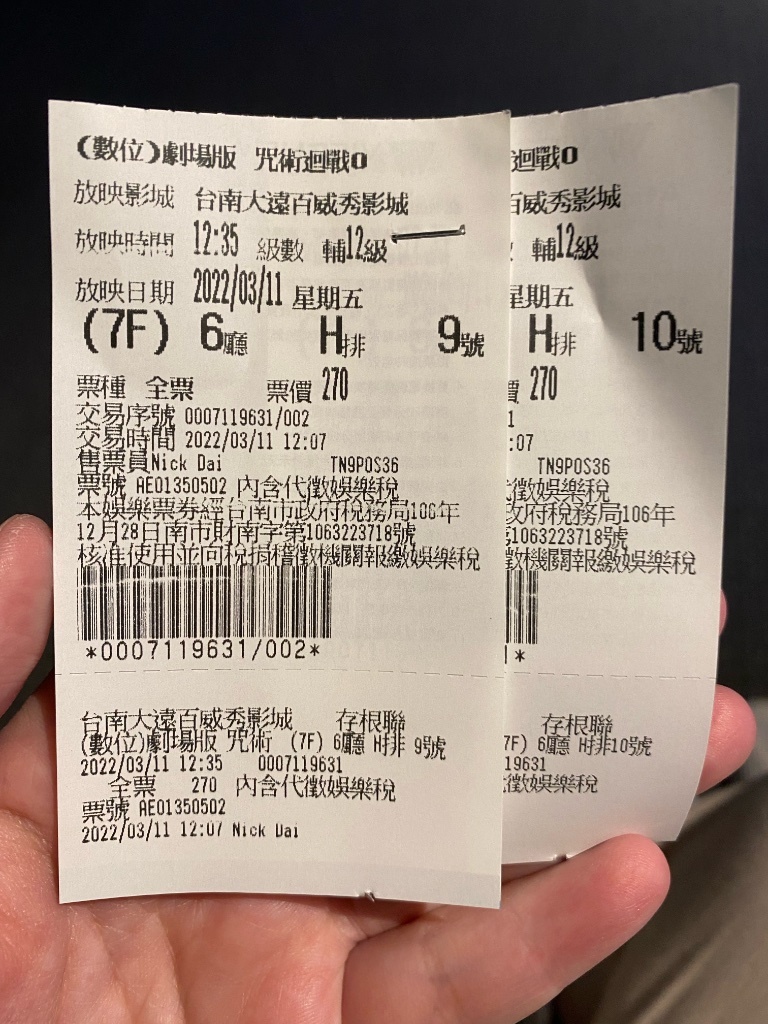 (數位)劇場版 咒術迴戰0
放映影城 台南大遠百威秀影城
放映時間 12:35 級數 輔12級
放映日期 2022/03/11 星期五
(7F) 6廳 H排 9號
票種 全票 票價 270
交易序號 0007119631/002
交易時間 2022/03/11 12:07
售票員Nick Dai TN9POS36
票號 AE01350502 內含代徵娛樂稅
本娛樂票券經台南市政府稅務局106年
12月28日南市財南字第1063223718號
核准使用並向稅捐稽徵機關報繳娛樂稅
*0007119631/002*
台南大遠百威秀影城 存根聯
(數位)劇場版 咒術 (7F) 6廳 H排 9號
2022/03/11 12:35 0007119631
全票 270 內含代徵娛樂稅
票號 AE01350502
2022/03/11 12:07 Nick Dai
迴戰0
百威秀影城
輔12級
星期五
H排 10號
價 270
1
:07
TN9POS36
代徵娛樂稅
政府稅務局106年
1063223718號
徵機關報繳娛樂稅
1*
存根聯
7F) 6廳 H排10號
19631
代徵娛樂稅